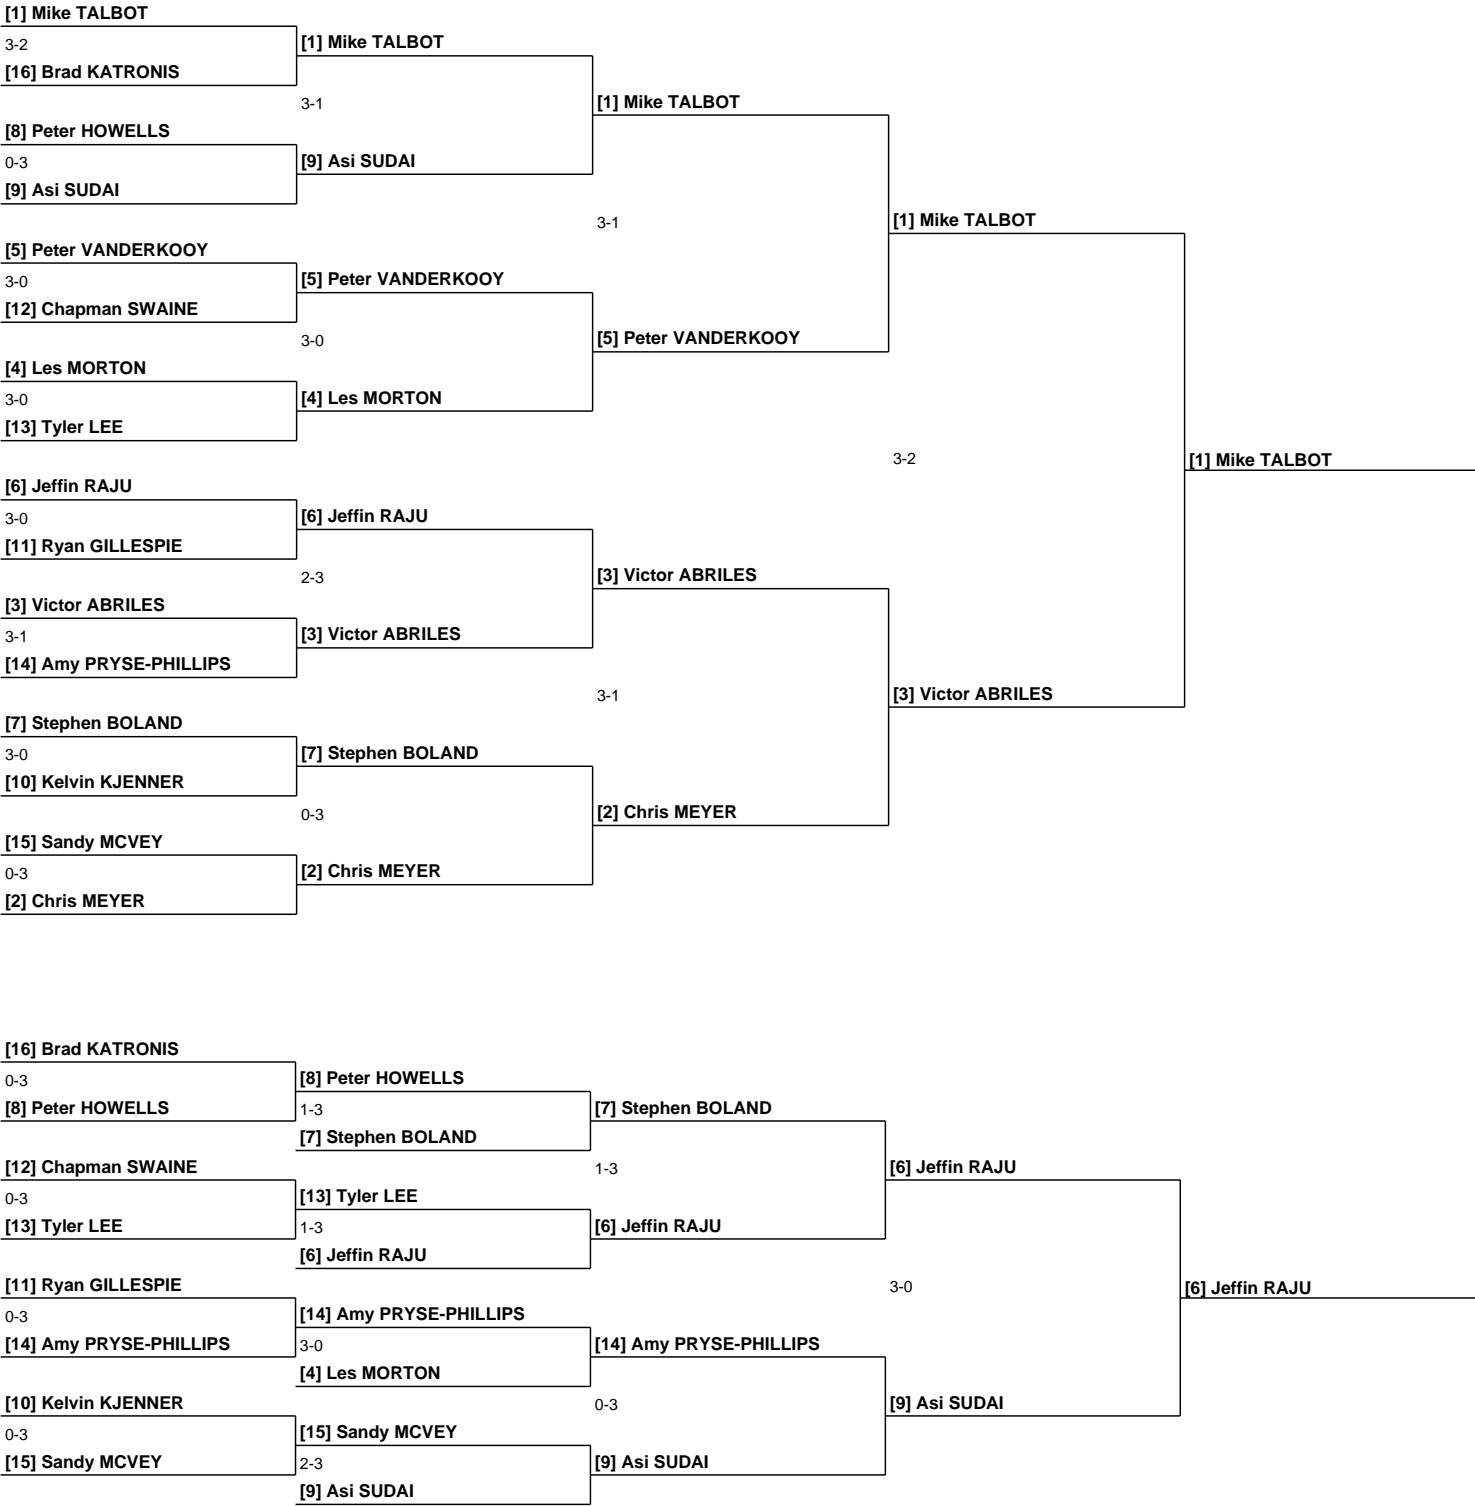 [1] Mike TALBOT
3-2
[1] Mike TALBOT
[16] Brad KATRONIS
3-1
[1] Mike TALBOT
[8] Peter HOWELLS
0-3
[9] Asi SUDAI
[9] Asi SUDAI
3-1
[1] Mike TALBOT
[5] Peter VANDERKOOY
3-0
[5] Peter VANDERKOOY
[12] Chapman SWAINE
3-0
[5] Peter VANDERKOOY
[4] Les MORTON
3-0
[4] Les MORTON
[13] Tyler LEE
3-2
[1] Mike TALBOT
[6] Jeffin RAJU
3-0
[6] Jeffin RAJU
[11] Ryan GILLESPIE
2-3
[3] Victor ABRILES
[3] Victor ABRILES
3-1
[3] Victor ABRILES
[14] Amy PRYSE-PHILLIPS
3-1
[3] Victor ABRILES
[7] Stephen BOLAND
3-0
[7] Stephen BOLAND
[10] Kelvin KJENNER
0-3
[2] Chris MEYER
[15] Sandy MCVEY
0-3
[2] Chris MEYER
[2] Chris MEYER
[16] Brad KATRONIS
0-3
[8] Peter HOWELLS
[8] Peter HOWELLS
1-3
[7] Stephen BOLAND
[7] Stephen BOLAND
[12] Chapman SWAINE
1-3
[6] Jeffin RAJU
0-3
[13] Tyler LEE
[13] Tyler LEE
1-3
[6] Jeffin RAJU
[6] Jeffin RAJU
[11] Ryan GILLESPIE
3-0
[6] Jeffin RAJU
0-3
[14] Amy PRYSE-PHILLIPS
[14] Amy PRYSE-PHILLIPS
3-0
[14] Amy PRYSE-PHILLIPS
[4] Les MORTON
[10] Kelvin KJENNER
0-3
[9] Asi SUDAI
0-3
[15] Sandy MCVEY
[15] Sandy MCVEY
2-3
[9] Asi SUDAI
[9] Asi SUDAI